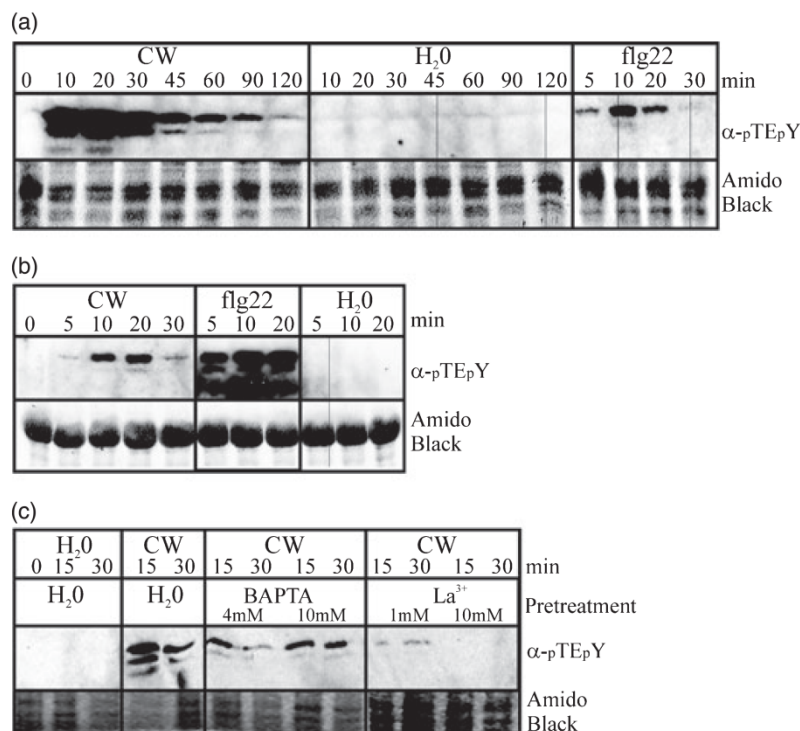 (a)
CW H₂0 flg22
0 10 20 30 45 60 90 120 10 20 30 45 60 90 120 5 10 20 30 min
α-pTEpY
Amido
Black
(b)
CW flg22 H₂0
0 5 10 20 30 5 10 20 5 10 20 min
α-pTEpY
Amido
Black
(c)
H₂0 CW CW CW
0 15 30 15 30 15 30 15 30 15 30 15 30 min
H₂0 H₂0 BAPTA La³⁺ Pretreatment
4mM 10mM 1mM 10mM
α-pTEpY
Amido
Black